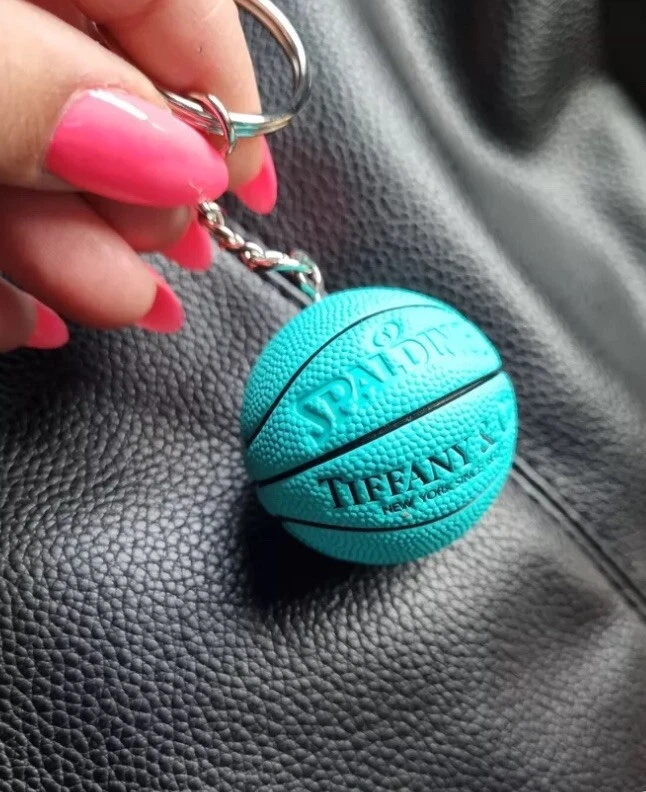 SPALDING
TIFFANY &
NEW YORK